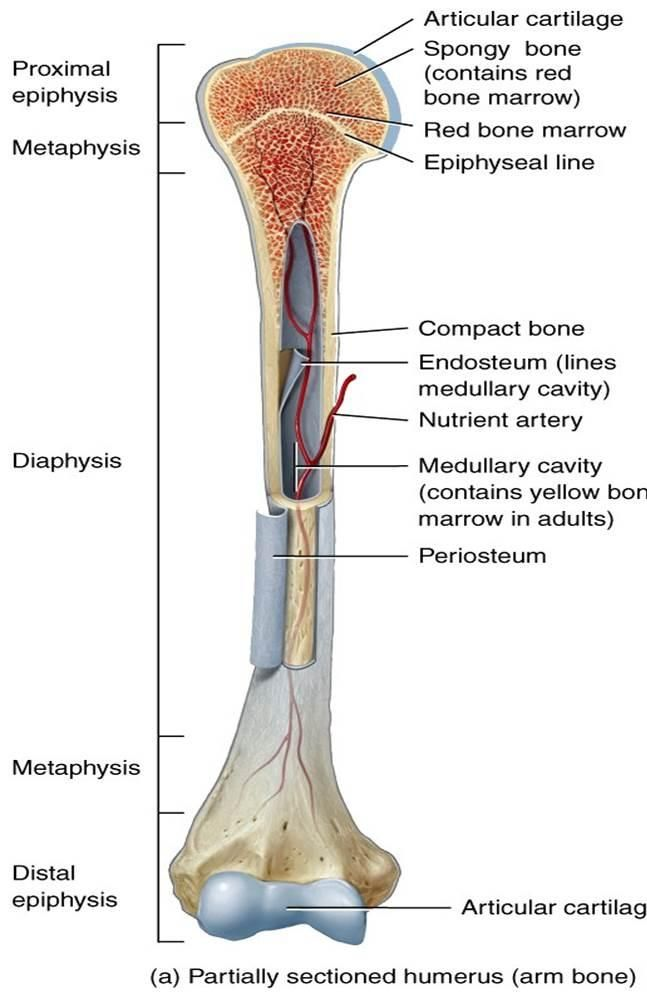 Articular cartilage
Spongy bone
(contains red
bone marrow)
Proximal
epiphysis
Red bone marrow
Metaphysis
Epiphyseal line
Compact bone
Endosteum (lines
medullary cavity)
Nutrient artery
Diaphysis
Medullary cavity
(contains yellow bon
marrow in adults)
Periosteum
Metaphysis
Distal
epiphysis
Articular cartilag
(a) Partially sectioned humerus (arm bone)